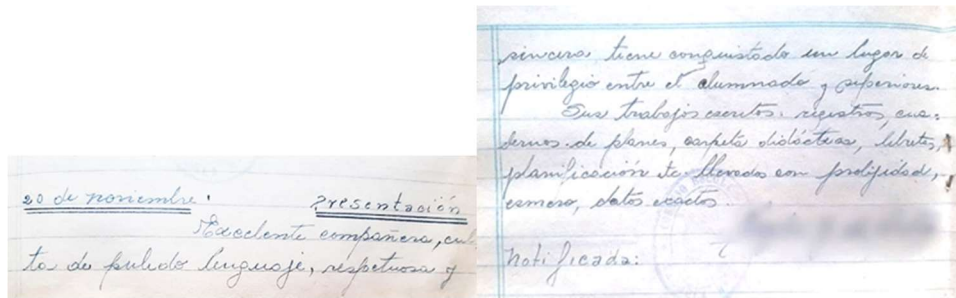 20 de noviembre. Presentación
Excelente compañera, cul
ta de pulido lenguaje, respetuosa y
sincera tiene conquistado un lugar de
privilegio entre el alumnado y superiores.
Sus trabajos escritos: registros, cua-
dernos de planes, carpeta didácticas, libretas,
planificación etc. llevados con prolijidad,
esmero, datos exactos.
Notificada: